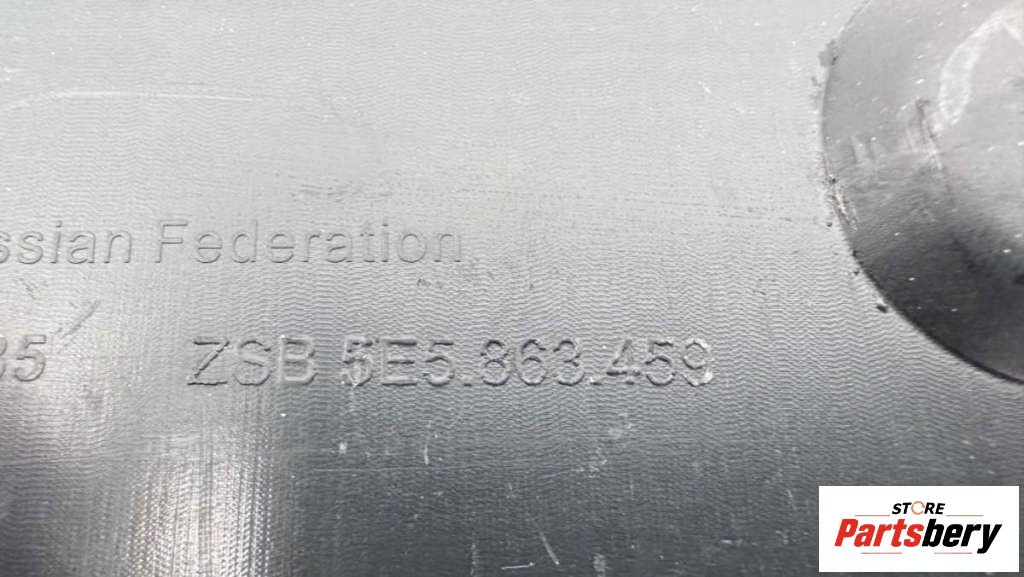 ssian Federation
35 ZSB 5E5.863.459
STORE
Partsbery